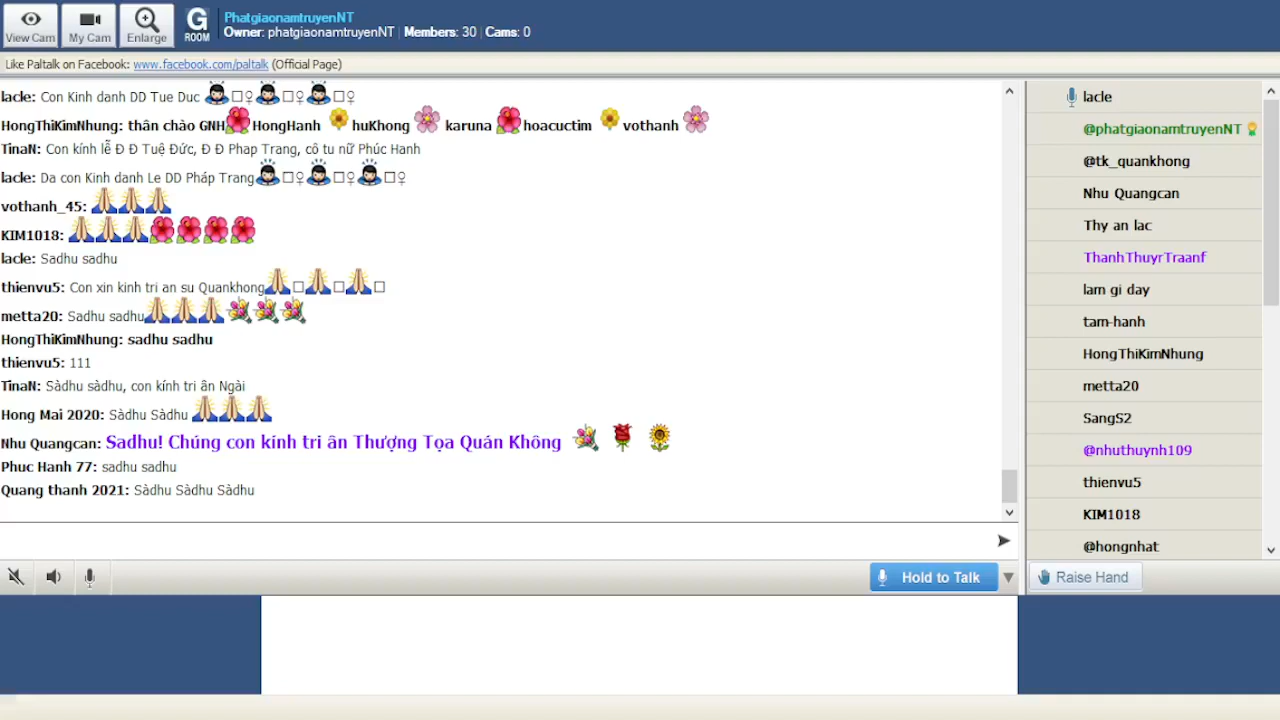 View Cam
My Cam
Enlarge
G ROOM
PhatgiaonamtruyenNT
Owner: phatgiaonamtruyenNT | Members: 30 | Cams: 0
Like Paltalk on Facebook: www.facebook.com/paltalk (Official Page)
lacle: Con Kinh danh DD Tue Duc 🙇□♀🙇□♀🙇□♀
HongThiKimNhung: thân chào GNH🌺HongHanh 🌼huKhong 🌸 karuna 🌺hoacuctim 🌼vothanh 🌸
TinaN: Con kính lễ Đ Đ Tuệ Đức, Đ Đ Phap Trang, cô tu nữ Phúc Hanh
lacle: Da con Kinh danh Le DD Pháp Trang🙇□♀🙇□♀🙇□♀
vothanh_45: 🙏🙏🙏
KIM1018: 🙏🙏🙏🌺🌺🌺🌺
lacle: Sadhu sadhu
thienvu5: Con xin kinh tri an su Quankhong🙏□🙏□🙏□
metta20: Sadhu sadhu🙏🙏🙏💐💐💐
HongThiKimNhung: sadhu sadhu
thienvu5: 111
TinaN: Sàdhu sàdhu, con kính tri ân Ngài
Hong Mai 2020: Sàdhu Sàdhu 🙏🙏🙏
Nhu Quangcan: Sadhu! Chúng con kính tri ân Thượng Tọa Quán Không 💐 🌹 🌻
Phuc Hanh 77: sadhu sadhu
Quang thanh 2021: Sàdhu Sàdhu Sàdhu
Hold to Talk
lacle
@phatgiaonamtruyenNT
@tk_quankhong
Nhu Quangcan
Thy an lac
ThanhThuyrTraanf
lam gi day
tam-hanh
HongThiKimNhung
metta20
SangS2
@nhuthuynh109
thienvu5
KIM1018
@hongnhat
Raise Hand